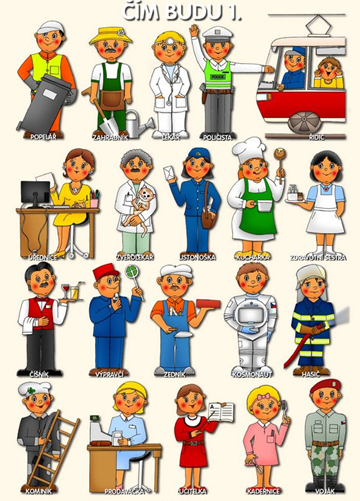 ČÍM BUDU 1.
POPELÁŘ
ZAHRADNÍK
LÉKAŘ
POLICISTA
ŘIDIČ
ÚŘEDNICE
ZVĚROLÉKAŘ
LISTONOŠKA
KUCHAŘKA
ZDRAVOTNÍ SESTRA
ČÍŠNÍK
VÝPRAVČÍ
ZEDNÍK
KOSMONAUT
HASIČ
KOMINÍK
PRODAVAČKA
UČITELKA
KADEŘNICE
VOJÁK